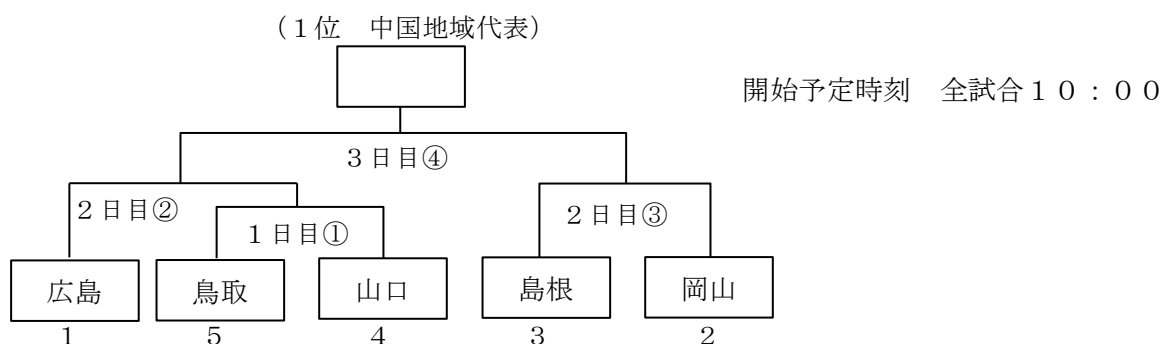 (1位　中国地域代表)
開始予定時刻　全試合１０：００
３日目④
２日目②
２日目③
１日目①
広島
鳥取
山口
島根
岡山
１
５
４
３
２